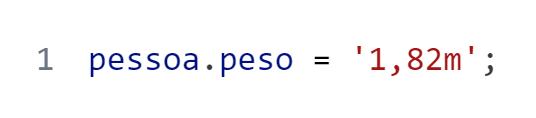 1 pessoa.peso = '1,82m';